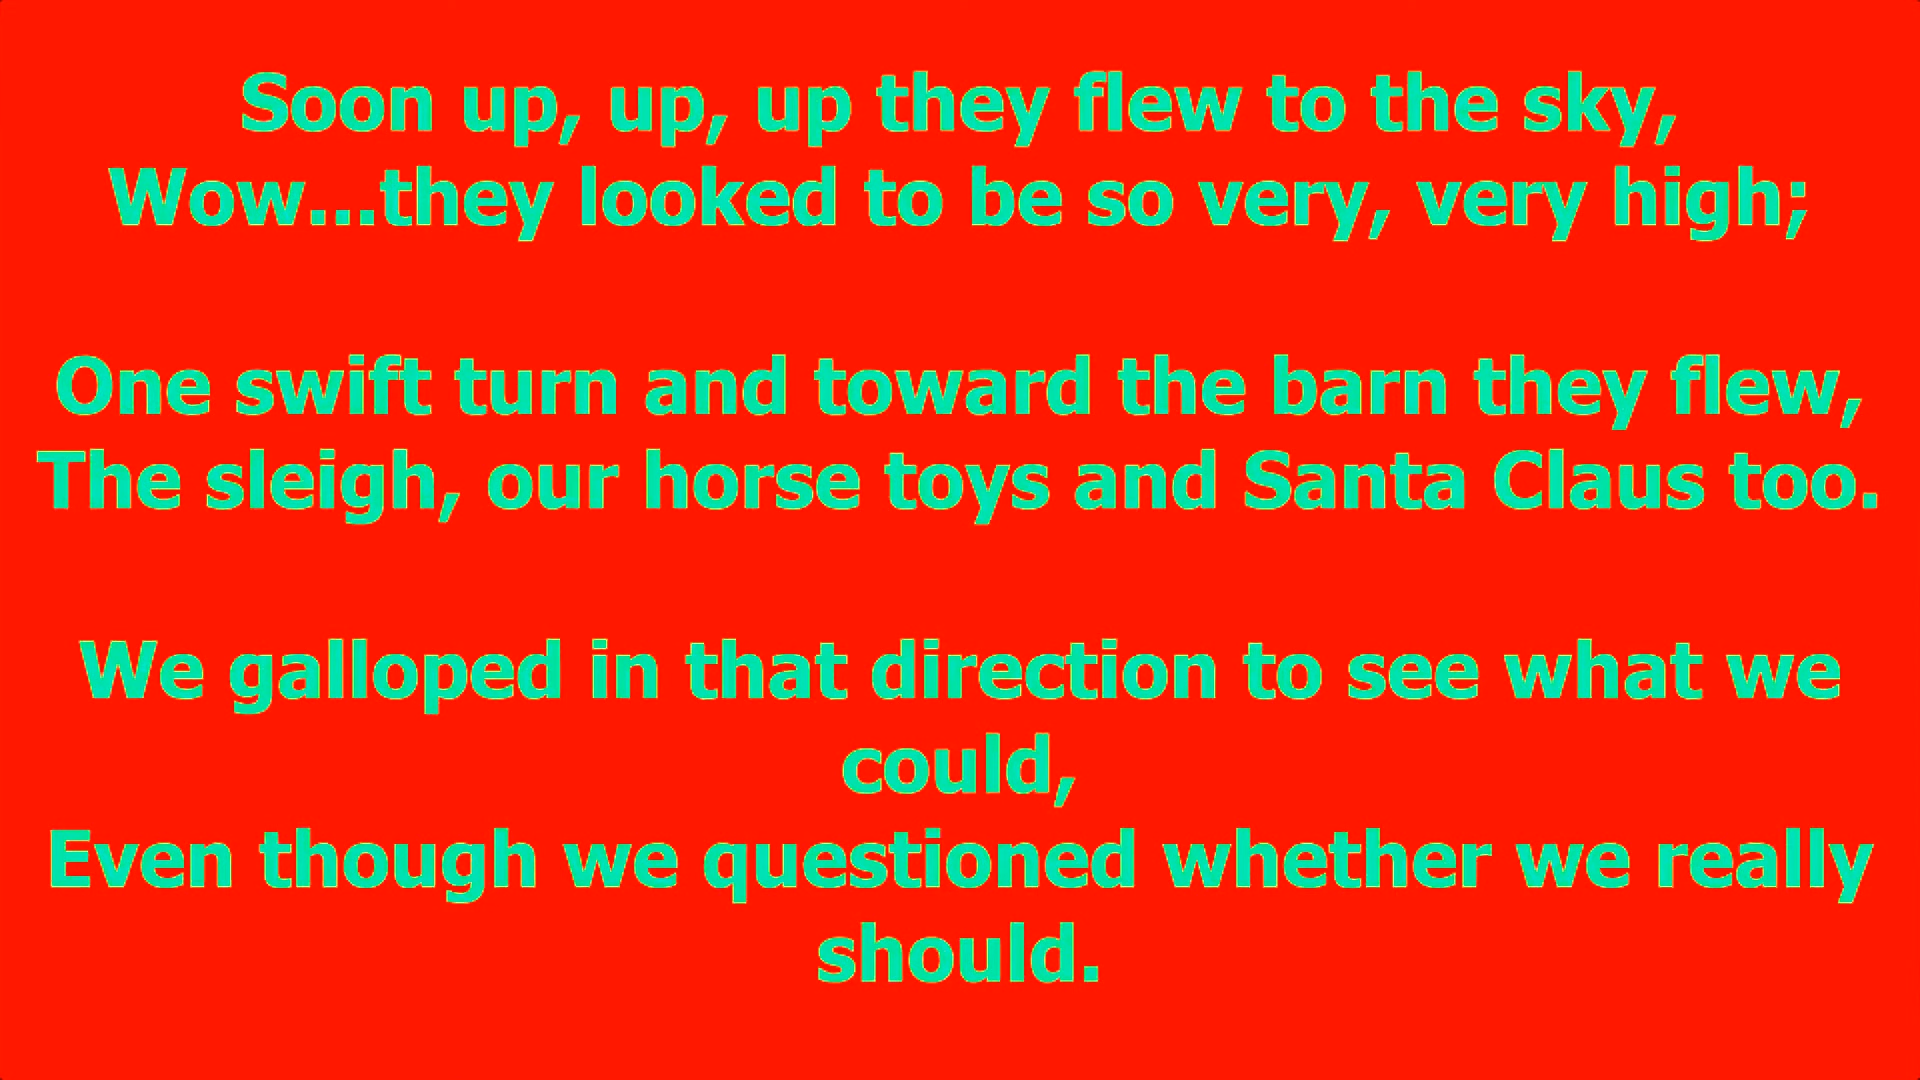 Soon up, up, up they flew to the sky,
Wow...they looked to be so very, very high;
One swift turn and toward the barn they flew,
The sleigh, our horse toys and Santa Claus too.
We galloped in that direction to see what we
could,
Even though we questioned whether we really
should.